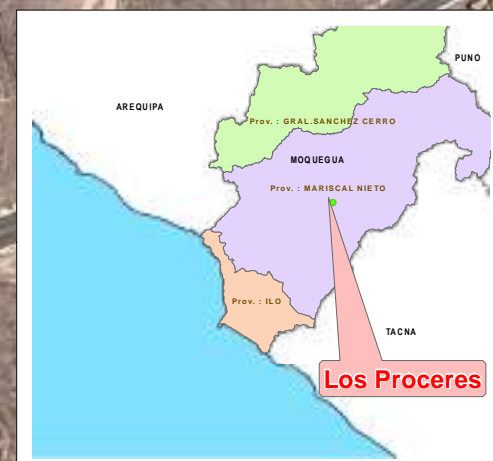 PUNO
AREQUIPA
Prov. : GRAL.SANCHEZ CERRO
MOQUEGUA
Prov. : MARISCAL NIETO
Prov. : ILO
TACNA
Los Proceres